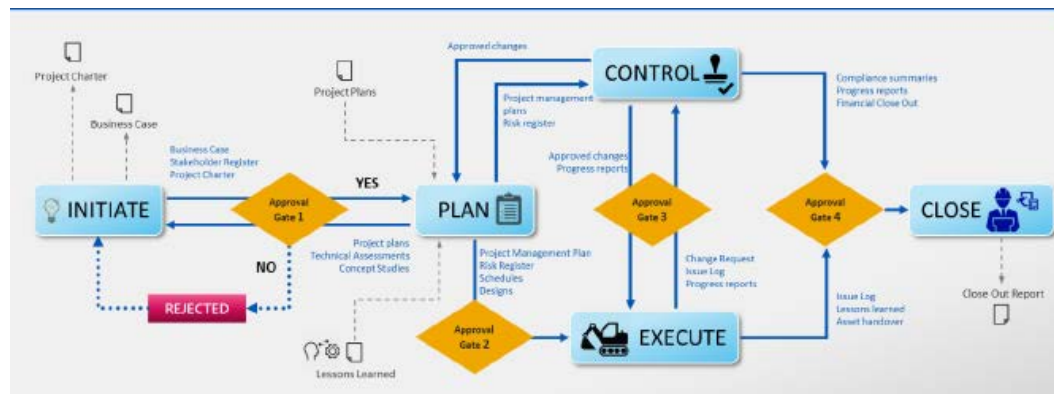 Project Charter
Business Case
Business Case
Stakeholder Register
Project Charter
INITIATE
Approval
Gate 1
YES
NO
REJECTED
Project Plans
PLAN
Project plans
Technical Assessments
Concept Studies
Lessons Learned
Approved changes
Project management
plans
Risk register
CONTROL
Approved changes
Progress reports
Approval
Gate 3
Project Management Plan
Risk Register
Schedules
Designs
Approval
Gate 2
Change Request
Issue Log
Progress reports
EXECUTE
Compliance summaries
Progress reports
Financial Close Out
Approval
Gate 4
Issue Log
Lessons learned
Asset handover
CLOSE
Close Out Report